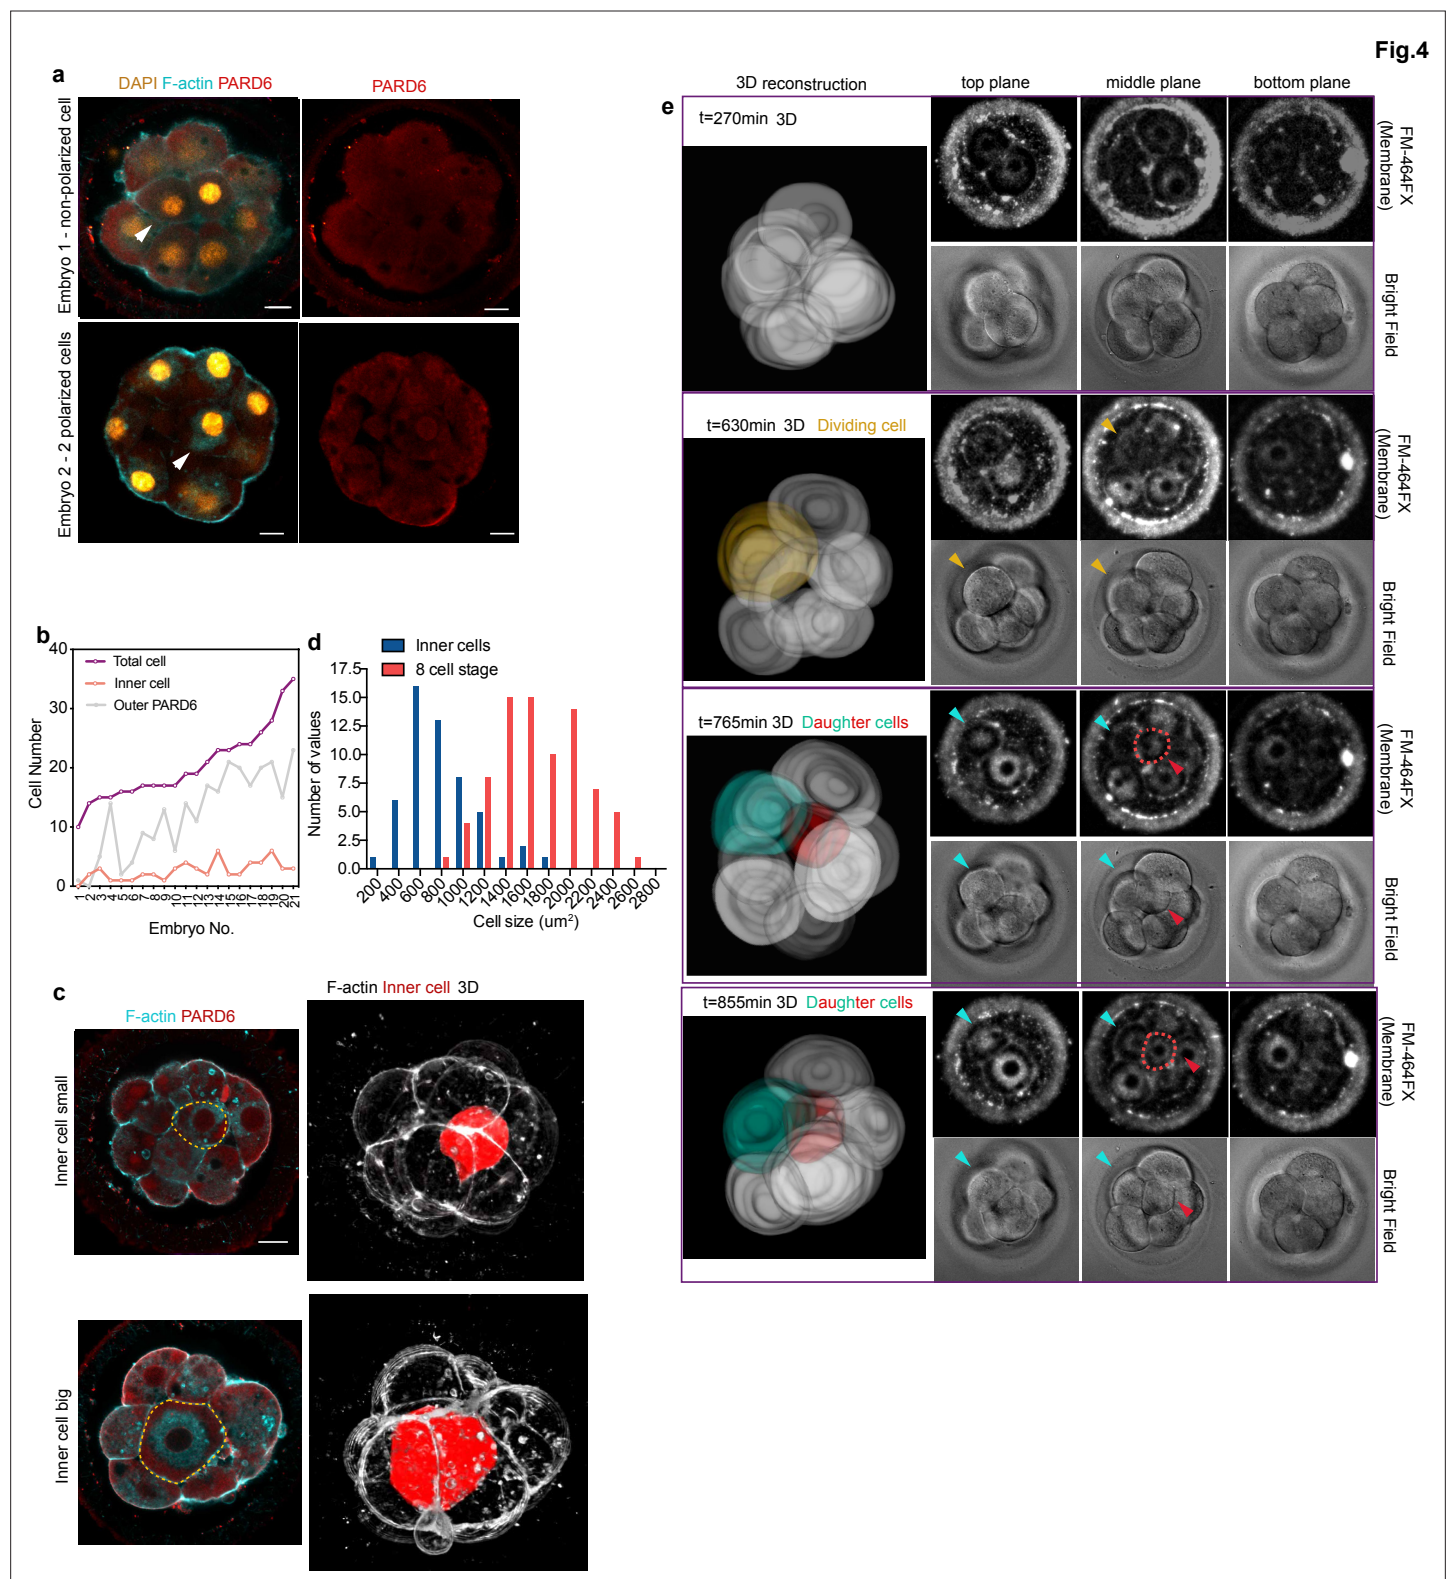 Fig.4
a
DAPI F-actin PARD6
PARD6
Embryo 1 - non-polarized cell
Embryo 2 - 2 polarized cells
b
40
30
20
10
0
Cell Number
Total cell
Inner cell
Outer PARD6
1 2 3 4 5 6 7 8 9 10 11 12 13 14 15 16 17 18 19 20 21
Embryo No.
d
Inner cells
8 cell stage
17.5
15.0
12.5
10.0
7.5
5.0
2.5
0.0
Number of values
200 400 600 800 1000 1200 1400 1600 1800 2000 2200 2400 2600 2800
Cell size (um²)
c
F-actin PARD6
F-actin Inner cell 3D
Inner cell small
Inner cell big
e
3D reconstruction
top plane
middle plane
bottom plane
t=270min 3D
FM-464FX
(Membrane)
Bright Field
t=630min 3D Dividing cell
FM-464FX
(Membrane)
Bright Field
t=765min 3D Daughter cells
FM-464FX
(Membrane)
Bright Field
t=855min 3D Daughter cells
FM-464FX
(Membrane)
Bright Field